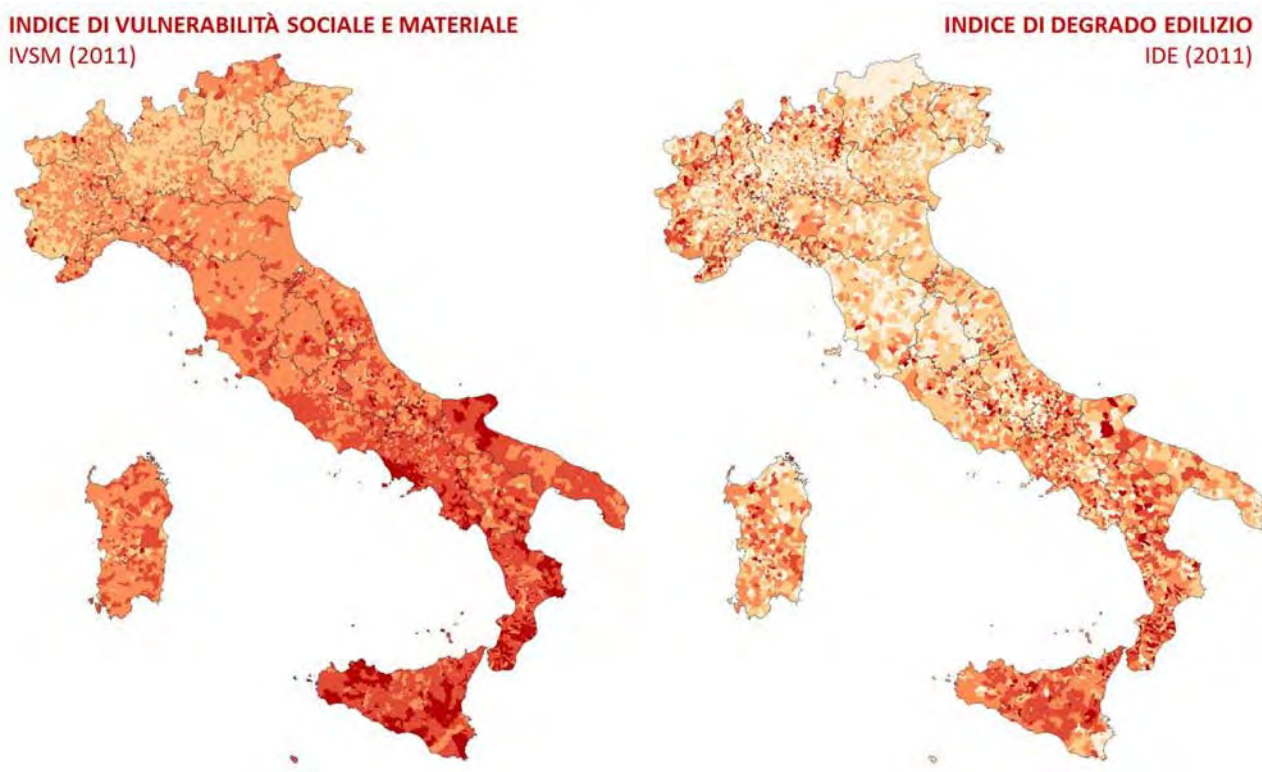 INDICE DI VULNERABILITÀ SOCIALE E MATERIALE
IVSM (2011)
INDICE DI DEGRADO EDILIZIO
IDE (2011)